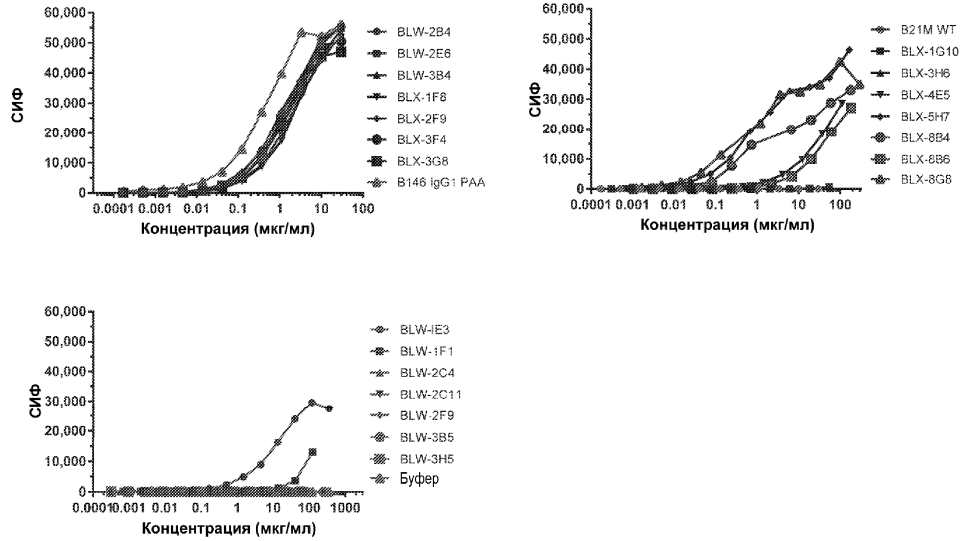 СИФ
60,000
50,000
40,000
30,000
20,000
10,000
0
0.0001 0.001 0.01 0.1 1 10 100
Концентрация (мкг/мл)
BLW-2B4
BLW-2E6
BLW-3B4
BLX-1F8
BLX-2F9
BLX-3F4
BLX-3G8
B146 IgG1 PAA
СИФ
60,000
50,000
40,000
30,000
20,000
10,000
0
0.0001 0.001 0.01 0.1 1 10 100
Концентрация (мкг/мл)
B21M WT
BLX-1G10
BLX-3H6
BLX-4E5
BLX-5H7
BLX-8B4
BLX-8B6
BLX-8G8
СИФ
60,000
50,000
40,000
30,000
20,000
10,000
0
0.0001 0.001 0.01 0.1 1 10 100 1000
Концентрация (мкг/мл)
BLW-IE3
BLW-1F1
BLW-2C4
BLW-2C11
BLW-2F9
BLW-3B5
BLW-3H5
Буфер